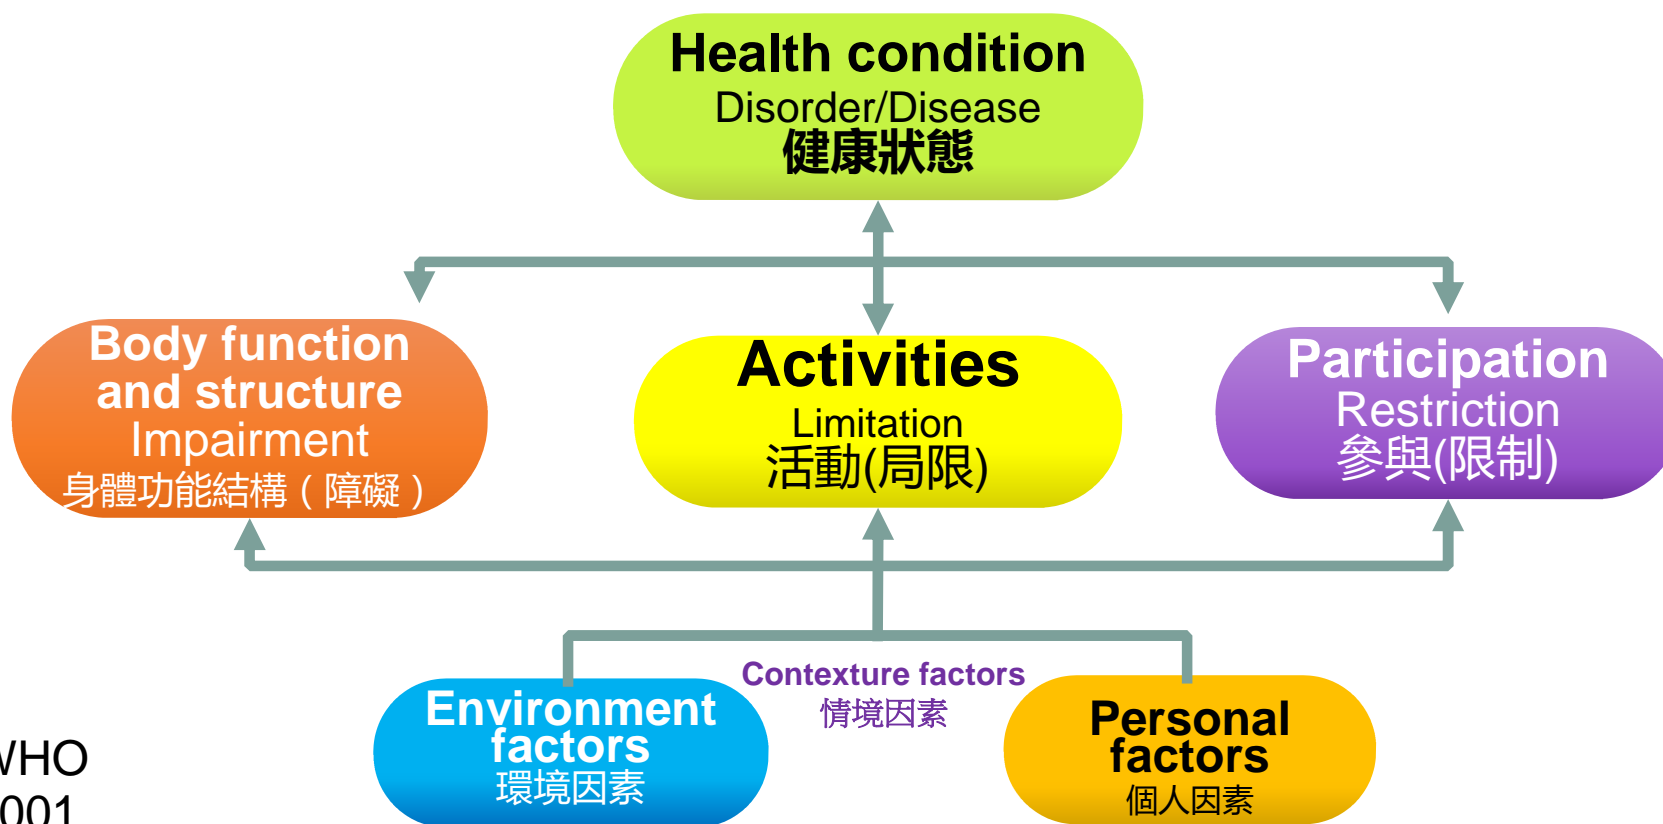 Health condition
Disorder/Disease
健康狀態
Body function
and structure
Impairment
身體功能結構（障礙）
Activities
Limitation
活動(局限)
Participation
Restriction
參與(限制)
Contexture factors
情境因素
Environment
factors
環境因素
Personal
factors
個人因素
WHO
001